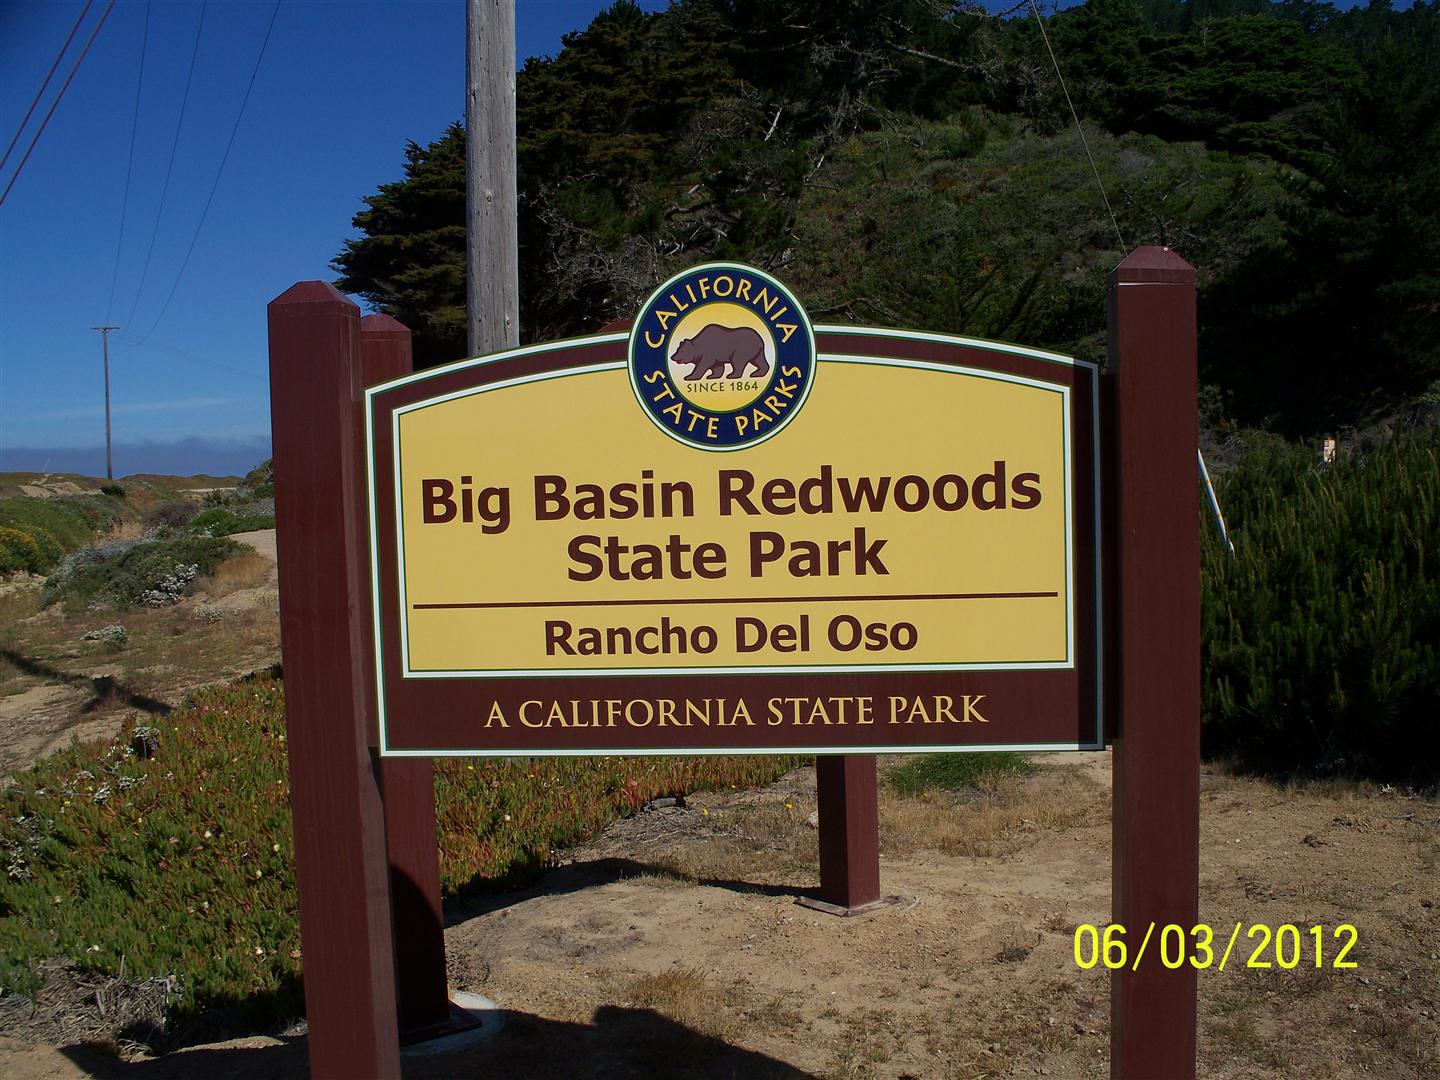 CALIFORNIA
SINCE 1864
STATE PARKS
Big Basin Redwoods
State Park
Rancho Del Oso
A CALIFORNIA STATE PARK
06/03/2012